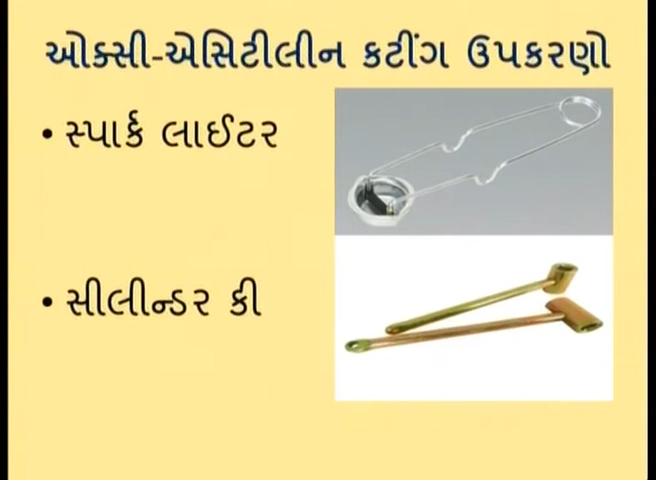 ઓક્સી-એસિટીલીન કટીંગ ઉપકરણો
• સ્પાર્ક લાઈટર
• સીલીન્ડર કી